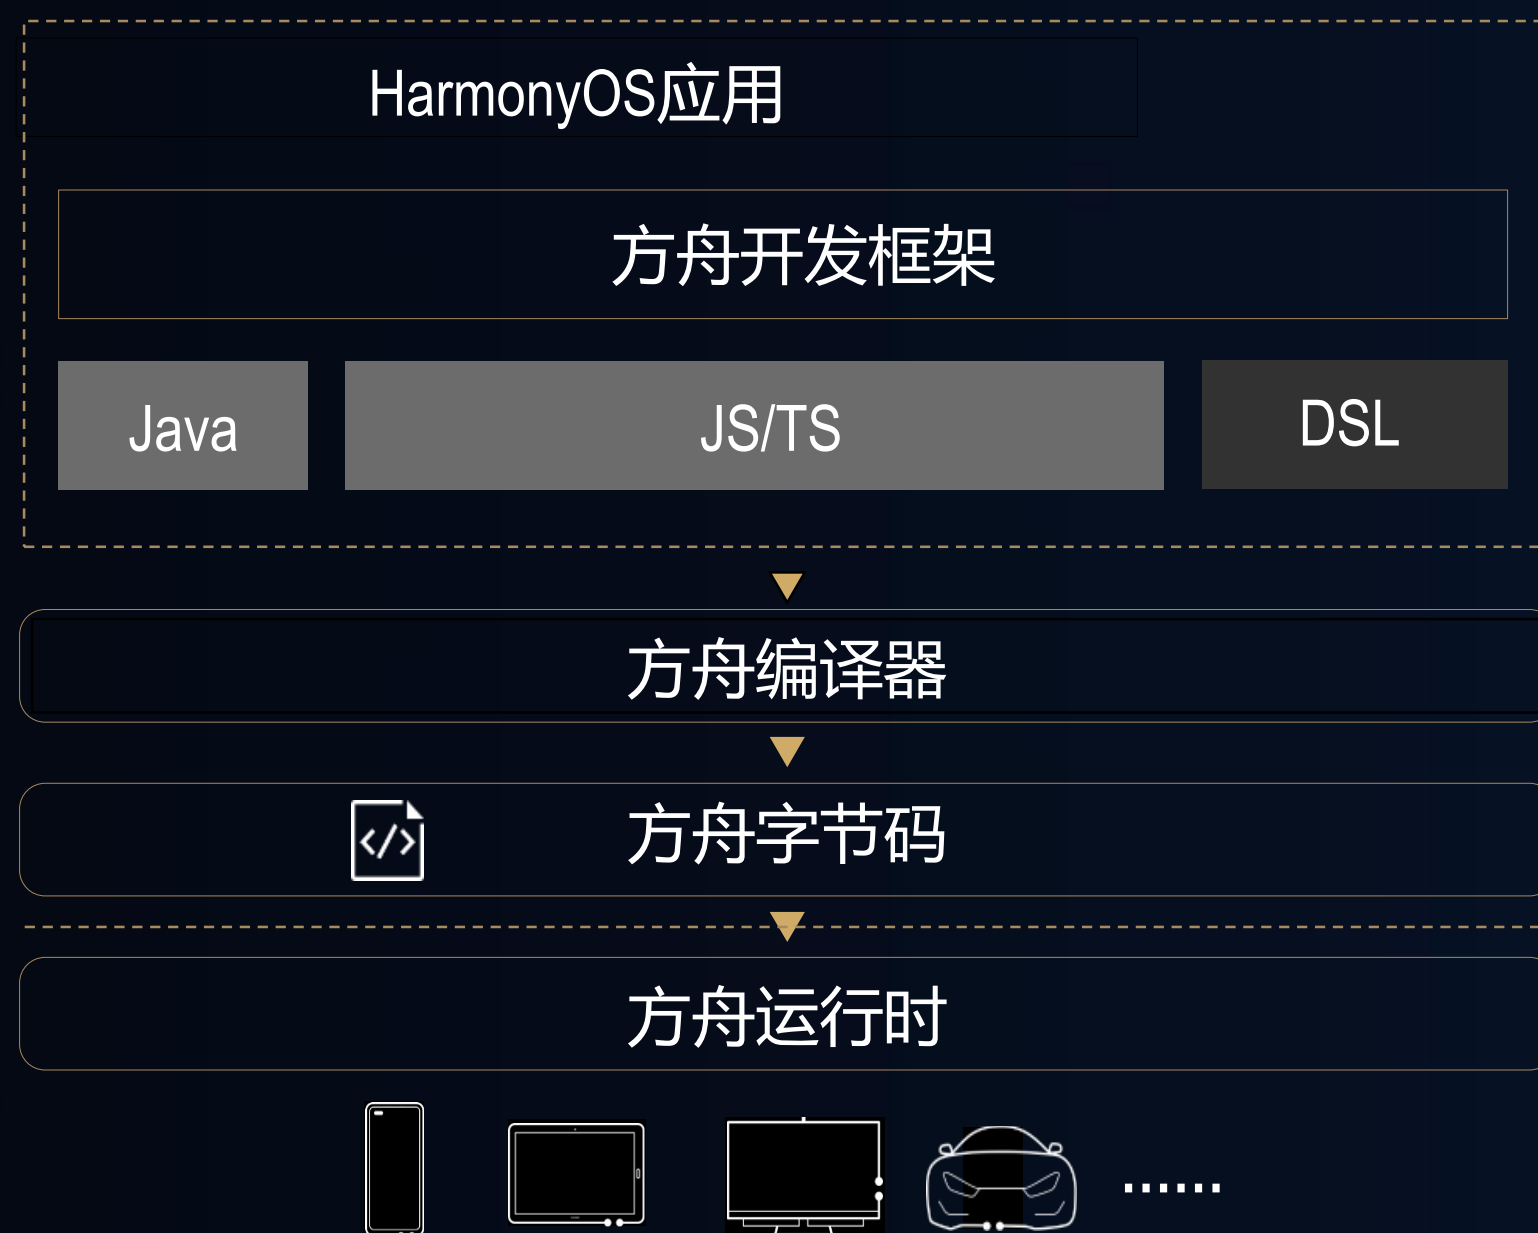 HarmonyOS应用
方舟开发框架
Java
JS/TS
DSL
方舟编译器
</>
方舟字节码
方舟运行时
......